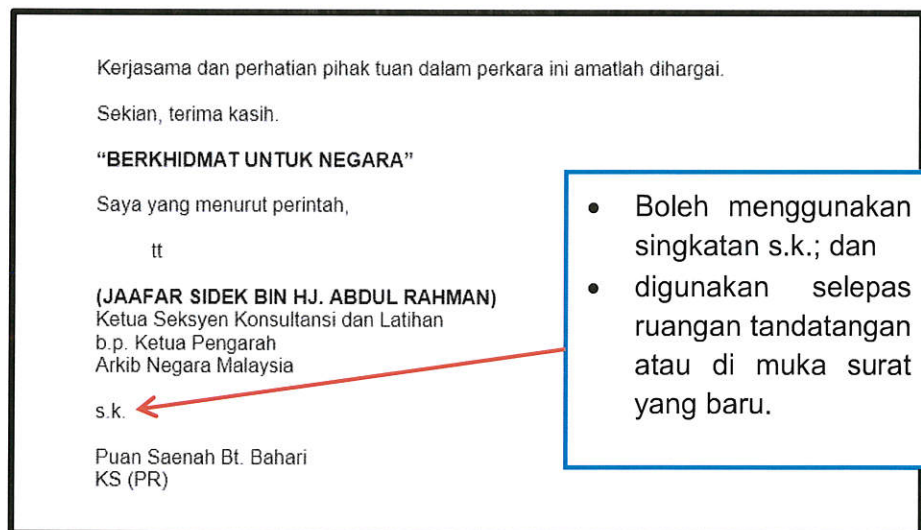 Kerjasama dan perhatian pihak tuan dalam perkara ini amatlah dihargai.
Sekian, terima kasih.
“BERKHIDMAT UNTUK NEGARA”
Saya yang menurut perintah,
tt
(JAAFAR SIDEK BIN HJ. ABDUL RAHMAN)
Ketua Seksyen Konsultansi dan Latihan
b.p. Ketua Pengarah
Arkib Negara Malaysia
s.k.
Puan Saenah Bt. Bahari
KS (PR)
• Boleh menggunakan
singkatan s.k.; dan
• digunakan selepas
ruangan tandatangan
atau di muka surat
yang baru.